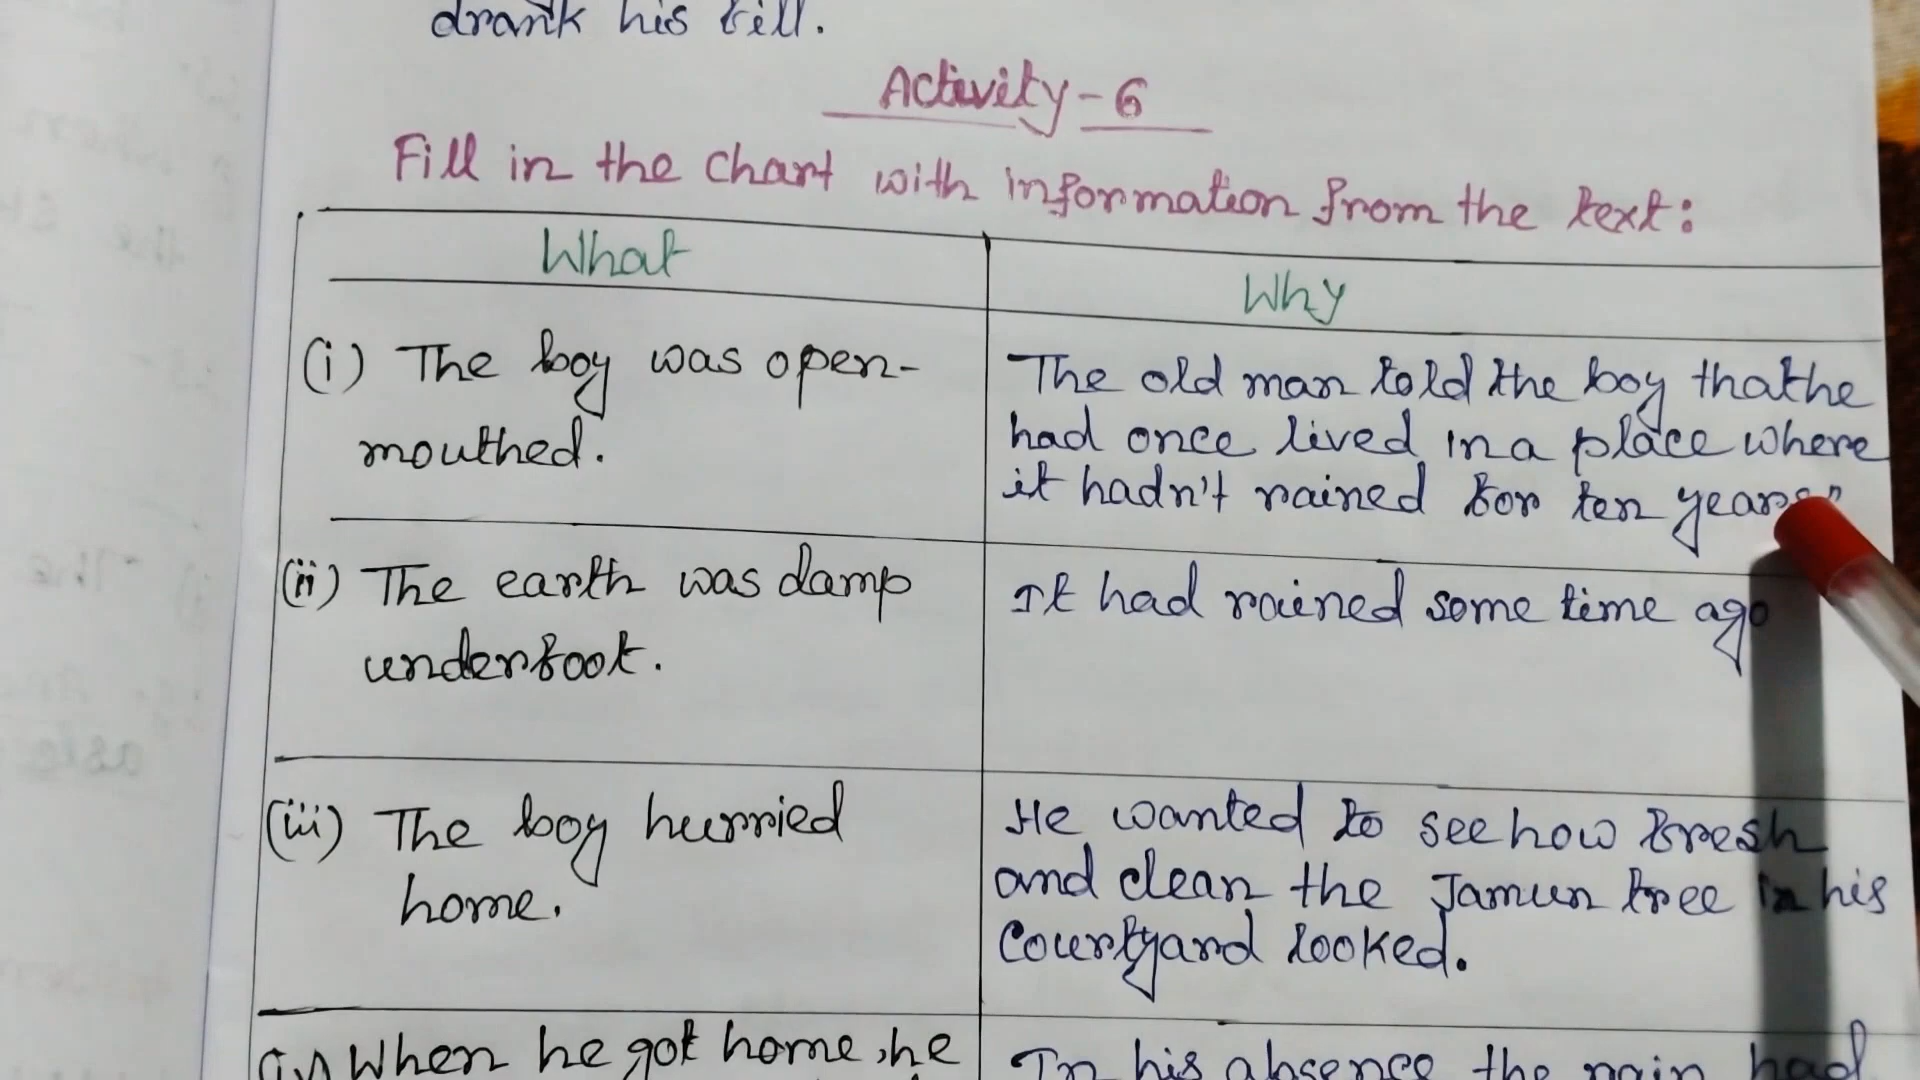 drank his fill.
Activity-6
Fill in the chart with information from the text:
What
Why
(i) The boy was open-
mouthed.
The old man told the boy that he
had once lived in a place where
it hadn't rained for ten years.
(ii) The earth was damp
underfoot.
It had rained some time ago
(iii) The boy hurried
home.
He wanted to see how fresh
and clean the Jamun tree in his
Courtyard looked.
(iv) When he got home, he
In his absence the rain had